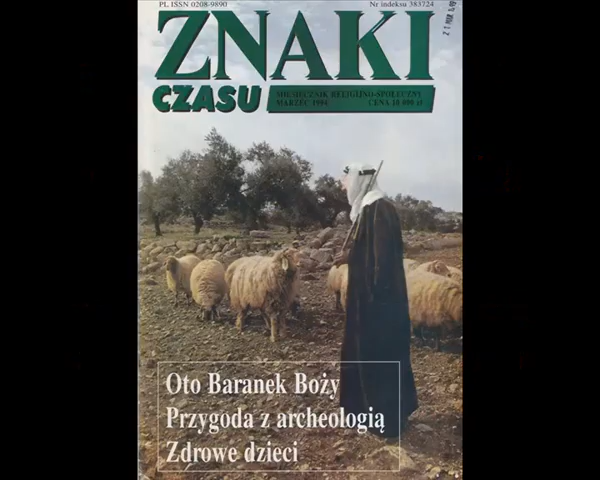 PL ISSN 0208-9890 Nr indeksu 383724
ZNAKI
CZASU
MIESIĘCZNIK RELIGIJNO-SPOŁECZNY
MARZEC 1994 CENA 10 000 zł
Oto Baranek Boży
Przygoda z archeologią
Zdrowe dzieci